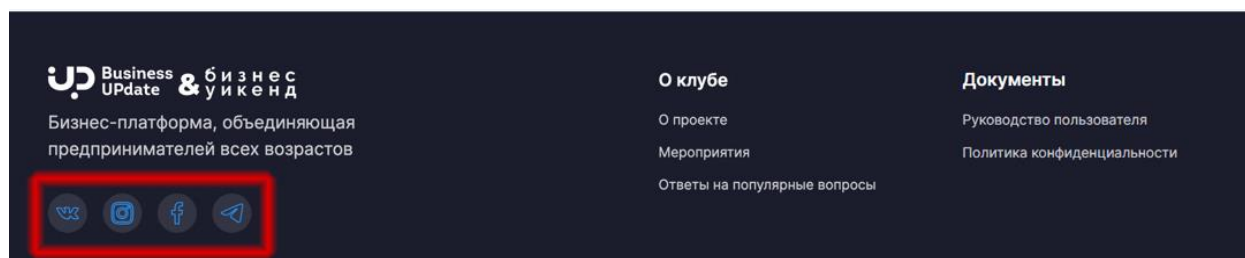 Business & бизнес
UPdate уикенд
Бизнес-платформа, объединяющая
предпринимателей всех возрастов
О клубе
О проекте
Мероприятия
Ответы на популярные вопросы
Документы
Руководство пользователя
Политика конфиденциальности